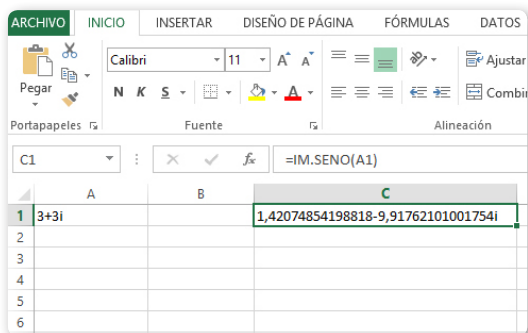 ARCHIVO INICIO INSERTAR DISEÑO DE PÁGINA FÓRMULAS DATOS
Calibri 11 A A Ajustar
Pegar N K S A Combin
Portapapeles Fuente Alineación
C1 fx =IM.SENO(A1)
A B C
1 3+3i 1,42074854198818-9,91762101001754i
2
3
4
5
6